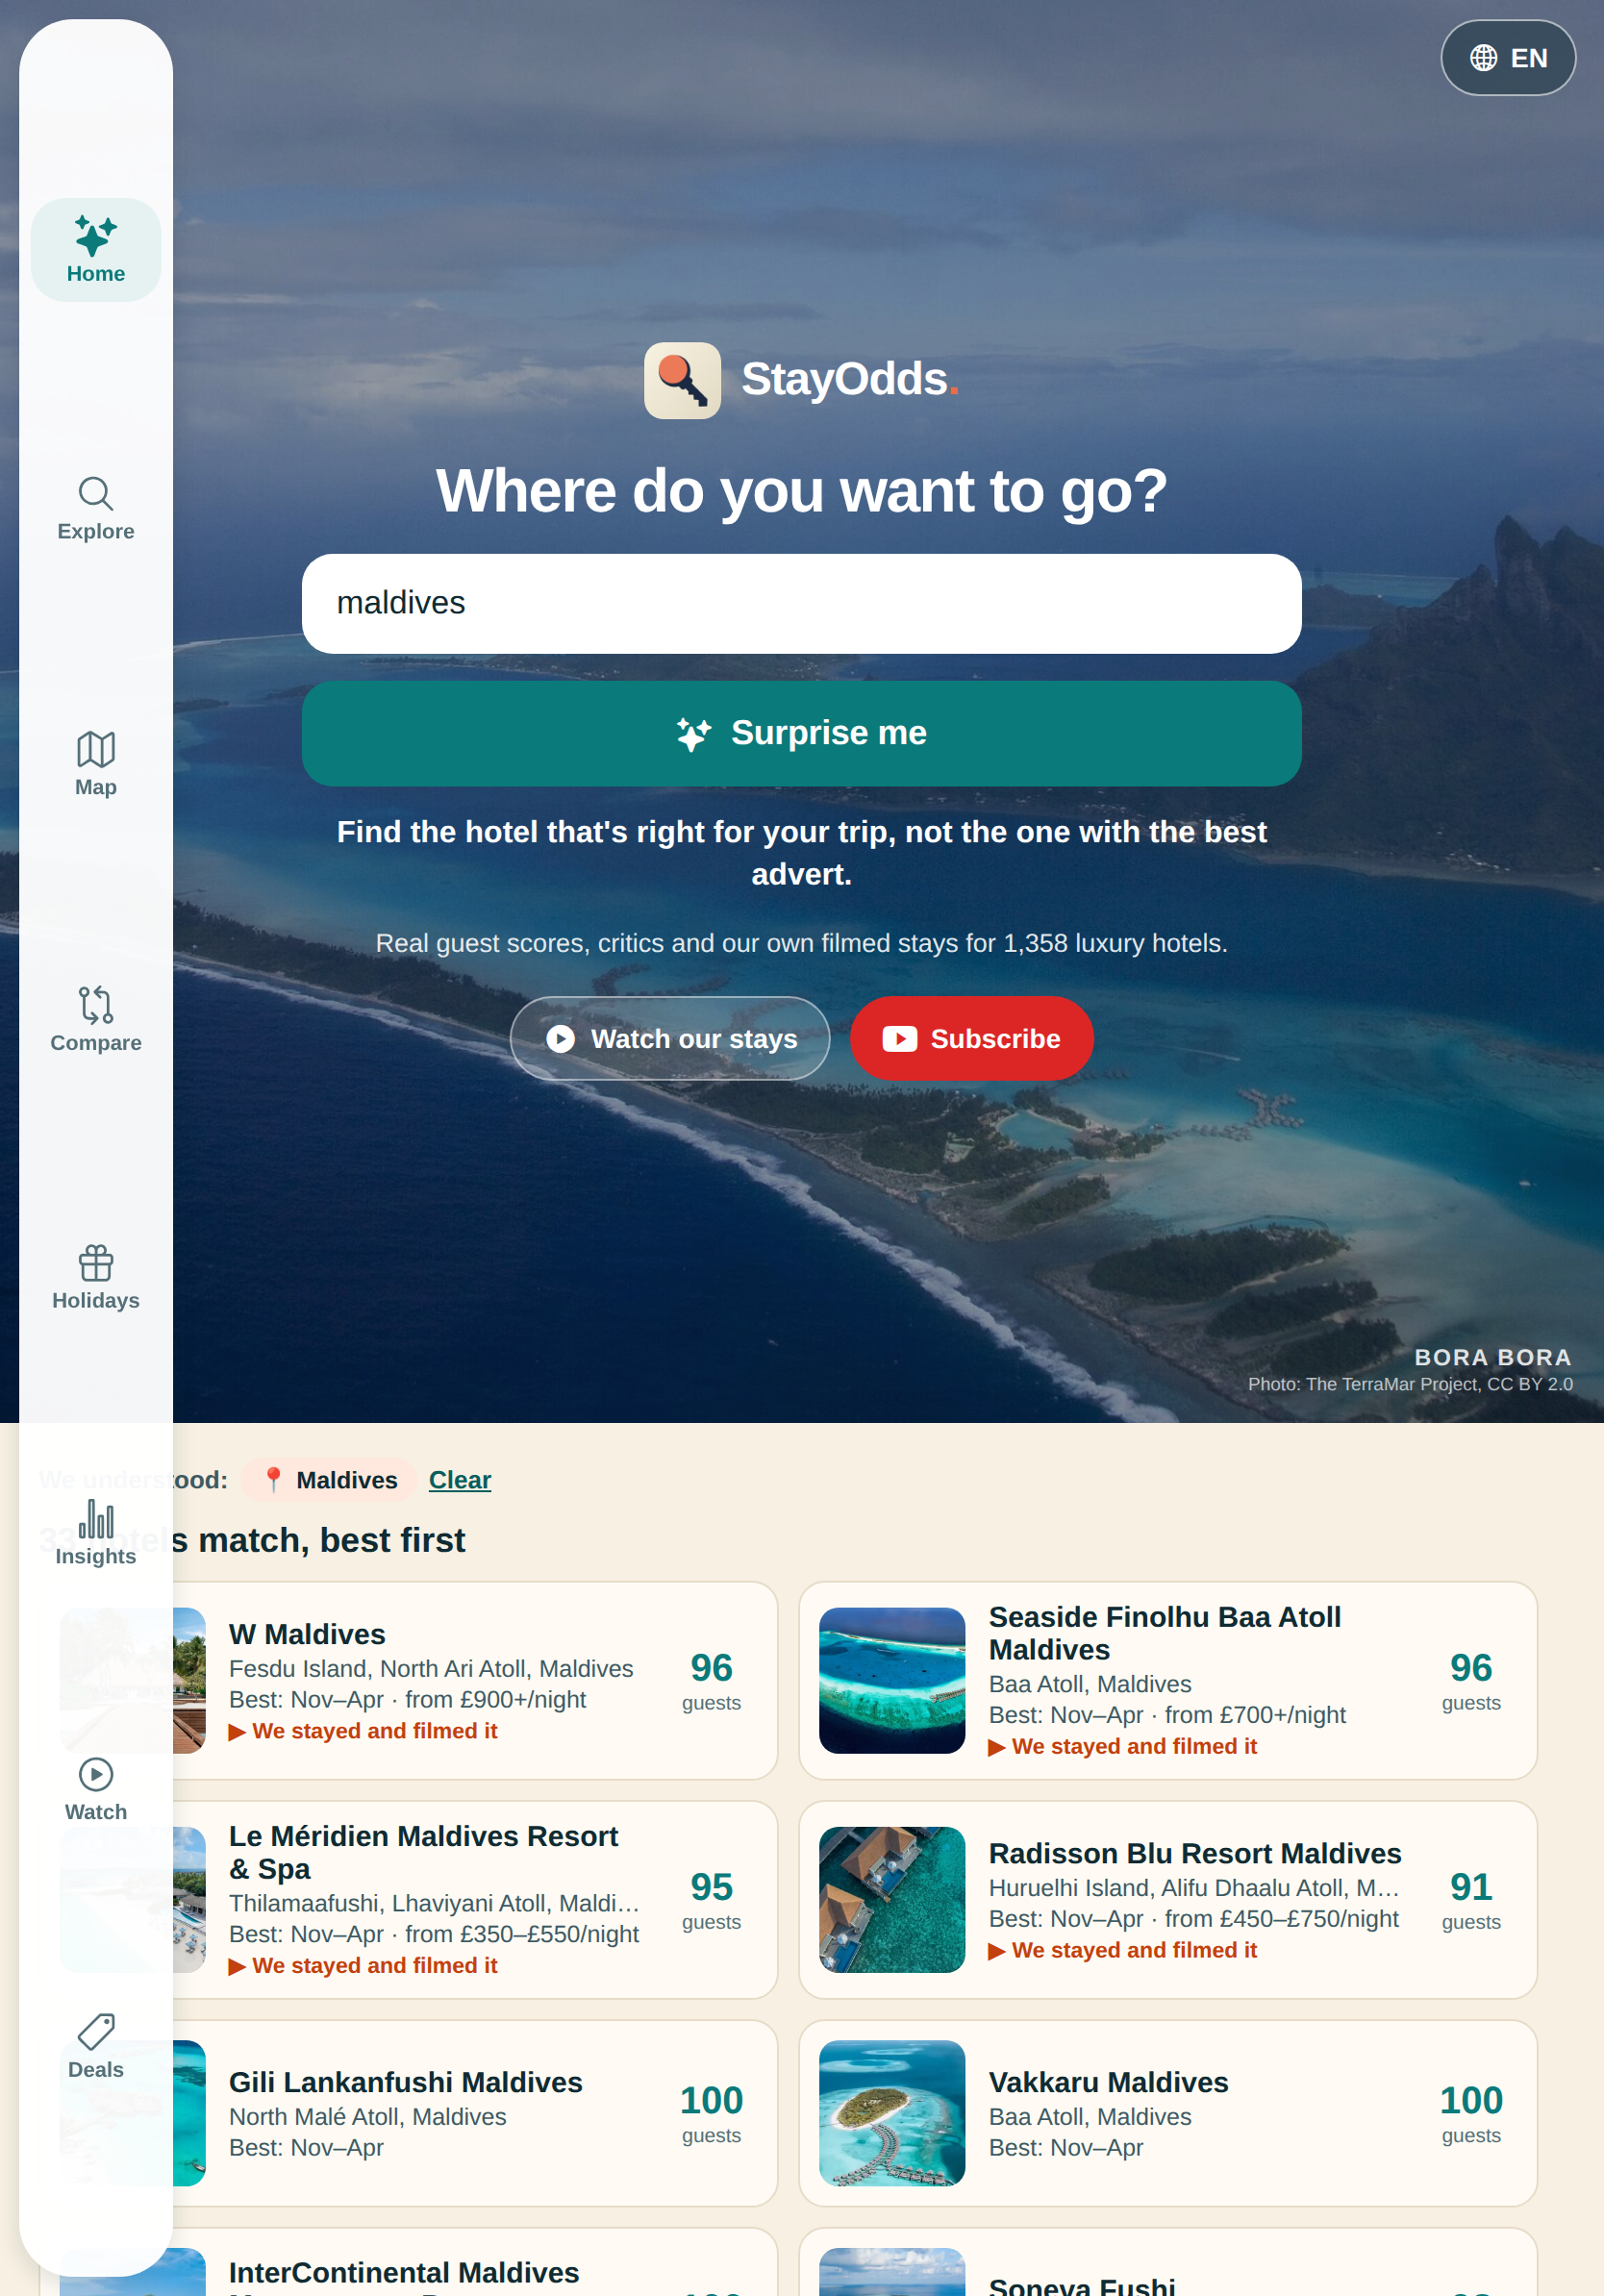 EN
Home
Explore
Map
Compare
Holidays
Insights
Watch
Deals
StayOdds.
Where do you want to go?
maldives
Surprise me
Find the hotel that's right for your trip, not the one with the best
advert.
Real guest scores, critics and our own filmed stays for 1,358 luxury hotels.
Watch our stays
Subscribe
BORA BORA
Photo: The TerraMar Project, CC BY 2.0
We understood: 📍 Maldives Clear
33 hotels match, best first
W Maldives
Fesdu Island, North Ari Atoll, Maldives
Best: Nov–Apr · from £900+/night
▶ We stayed and filmed it
96
guests
Seaside Finolhu Baa Atoll
Maldives
Baa Atoll, Maldives
Best: Nov–Apr · from £700+/night
▶ We stayed and filmed it
96
guests
Le Méridien Maldives Resort
& Spa
Thilamaafushi, Lhaviyani Atoll, Maldi…
Best: Nov–Apr · from £350–£550/night
▶ We stayed and filmed it
95
guests
Radisson Blu Resort Maldives
Huruelhi Island, Alifu Dhaalu Atoll, M…
Best: Nov–Apr · from £450–£750/night
▶ We stayed and filmed it
91
guests
Gili Lankanfushi Maldives
North Malé Atoll, Maldives
Best: Nov–Apr
100
guests
Vakkaru Maldives
Baa Atoll, Maldives
Best: Nov–Apr
100
guests
InterContinental Maldives
Soneva Fushi